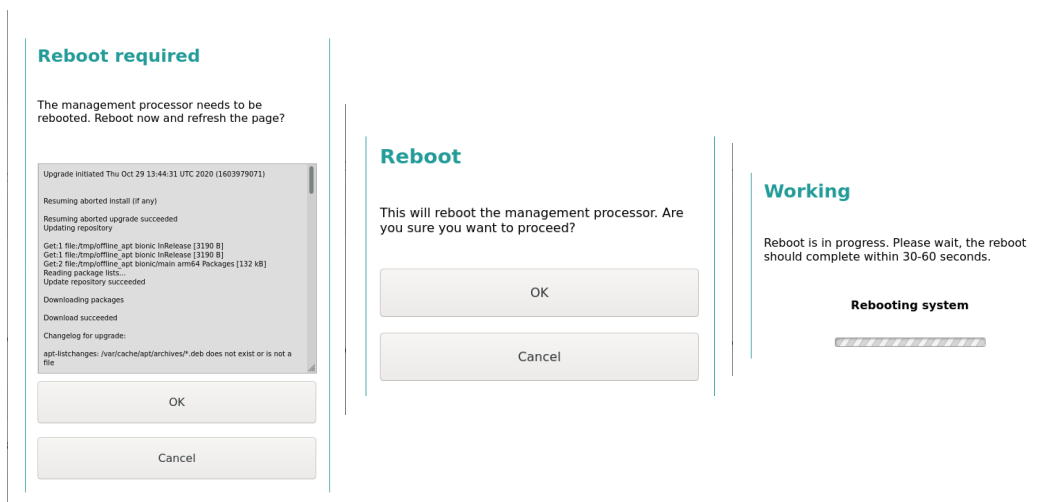 Reboot required
The management processor needs to be
rebooted. Reboot now and refresh the page?
Upgrade initiated Thu Oct 29 13:44:31 UTC 2020 (1603979071)
Resuming aborted install (if any)
Resuming aborted upgrade succeeded
Updating repository
Get:1 file:/tmp/offline_apt bionic InRelease [3190 B]
Get:1 file:/tmp/offline_apt bionic InRelease [3190 B]
Get:2 file:/tmp/offline_apt bionic/main arm64 Packages [132 kB]
Reading package lists...
Update repository succeeded
Downloading packages
Download succeeded
Changelog for upgrade:
apt-listchanges: /var/cache/apt/archives/*.deb does not exist or is not a
file
OK
Cancel
Reboot
This will reboot the management processor. Are
you sure you want to proceed?
OK
Cancel
Working
Reboot is in progress. Please wait, the reboot
should complete within 30-60 seconds.
Rebooting system